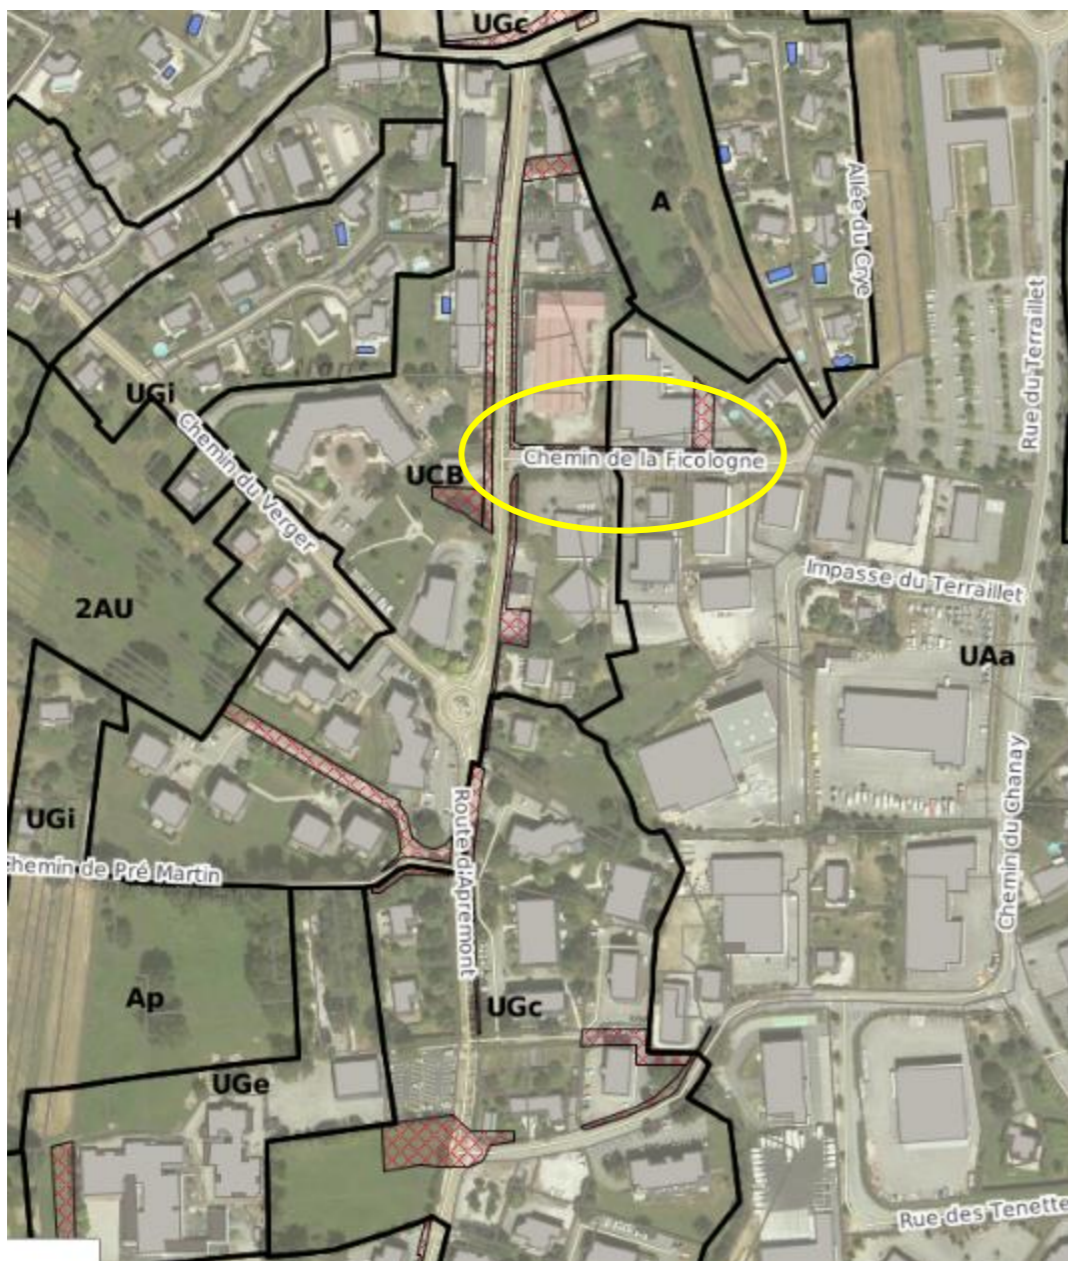 UGc
A
Allée du Crye
H
Rue du Terraillet
UGi
Chemin du Verger
UCB
Chemin de la Ficologne
Impasse du Terraillet
2AU
UAa
UGi
Chemin du Chanay
Route d'Apremont
Chemin de Pré Martin
Ap
UGc
UGe
Rue des Tenette